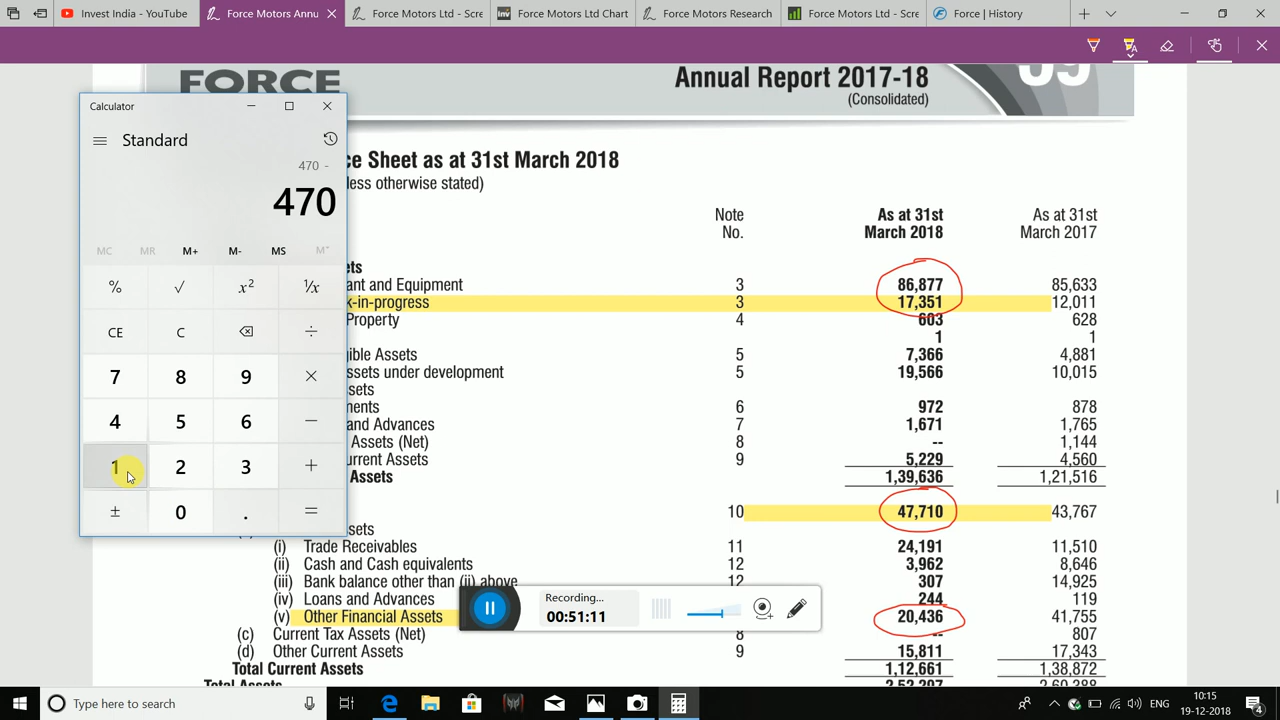 Invest India - YouTube
Force Motors Annu
Force Motors Ltd - Scre
Force Motors Ltd Chart
Force Motors Research
Force Motors Ltd - Scre
Force | History
FORCE
Annual Report 2017-18
(Consolidated)
Calculator
Standard
470 -
470
MC MR M+ M- MS M˅
% √ x² ¹/x
CE C ÷
7 8 9 ×
4 5 6 −
1 2 3 +
± 0 . =
ce Sheet as at 31st March 2018
less otherwise stated)
Note No. As at 31st March 2018 As at 31st March 2017
ets
ant and Equipment 3 86,877 85,633
k-in-progress 3 17,351 12,011
Property 4 603 628
1 1
ible Assets 5 7,366 4,881
ssets under development 5 19,566 10,015
sets
ments 6 972 878
and Advances 7 1,671 1,765
Assets (Net) 8 -- 1,144
urrent Assets 9 5,229 4,560
Assets 1,39,636 1,21,516
10 47,710 43,767
sets
(i) Trade Receivables 11 24,191 11,510
(ii) Cash and Cash equivalents 12 3,962 8,646
(iii) Bank balance other than (ii) above 12 307 14,925
(iv) Loans and Advances 244 119
(v) Other Financial Assets 20,436 41,755
(c) Current Tax Assets (Net) 8 -- 807
(d) Other Current Assets 9 15,811 17,343
Total Current Assets 1,12,661 1,38,872
Total Assets 2,52,297 2,60,388
Recording...
00:51:11
Type here to search
ENG
10:15
19-12-2018